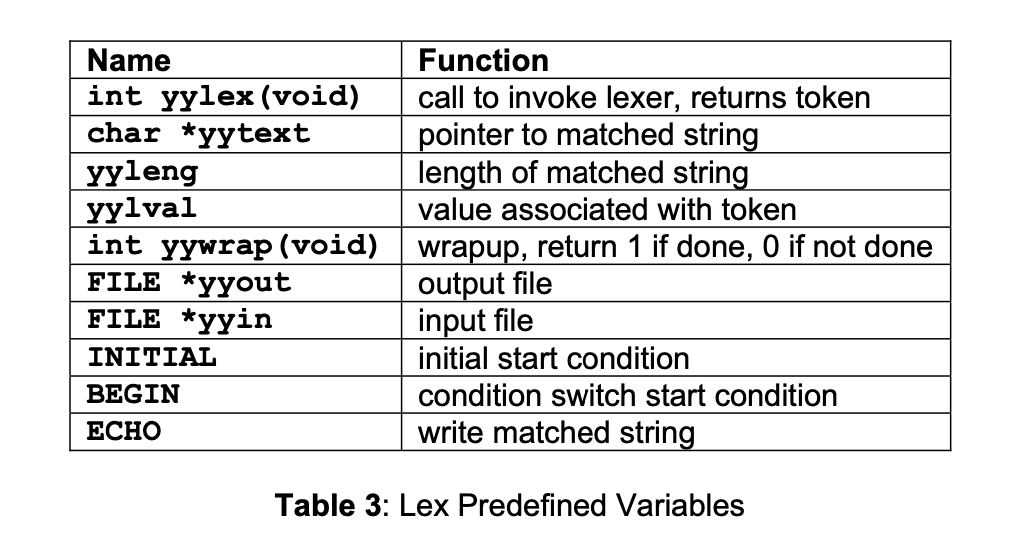 Name Function
int yylex(void) call to invoke lexer, returns token
char *yytext pointer to matched string
yyleng length of matched string
yylval value associated with token
int yywrap(void) wrapup, return 1 if done, 0 if not done
FILE *yyout output file
FILE *yyin input file
INITIAL initial start condition
BEGIN condition switch start condition
ECHO write matched string
Table 3: Lex Predefined Variables